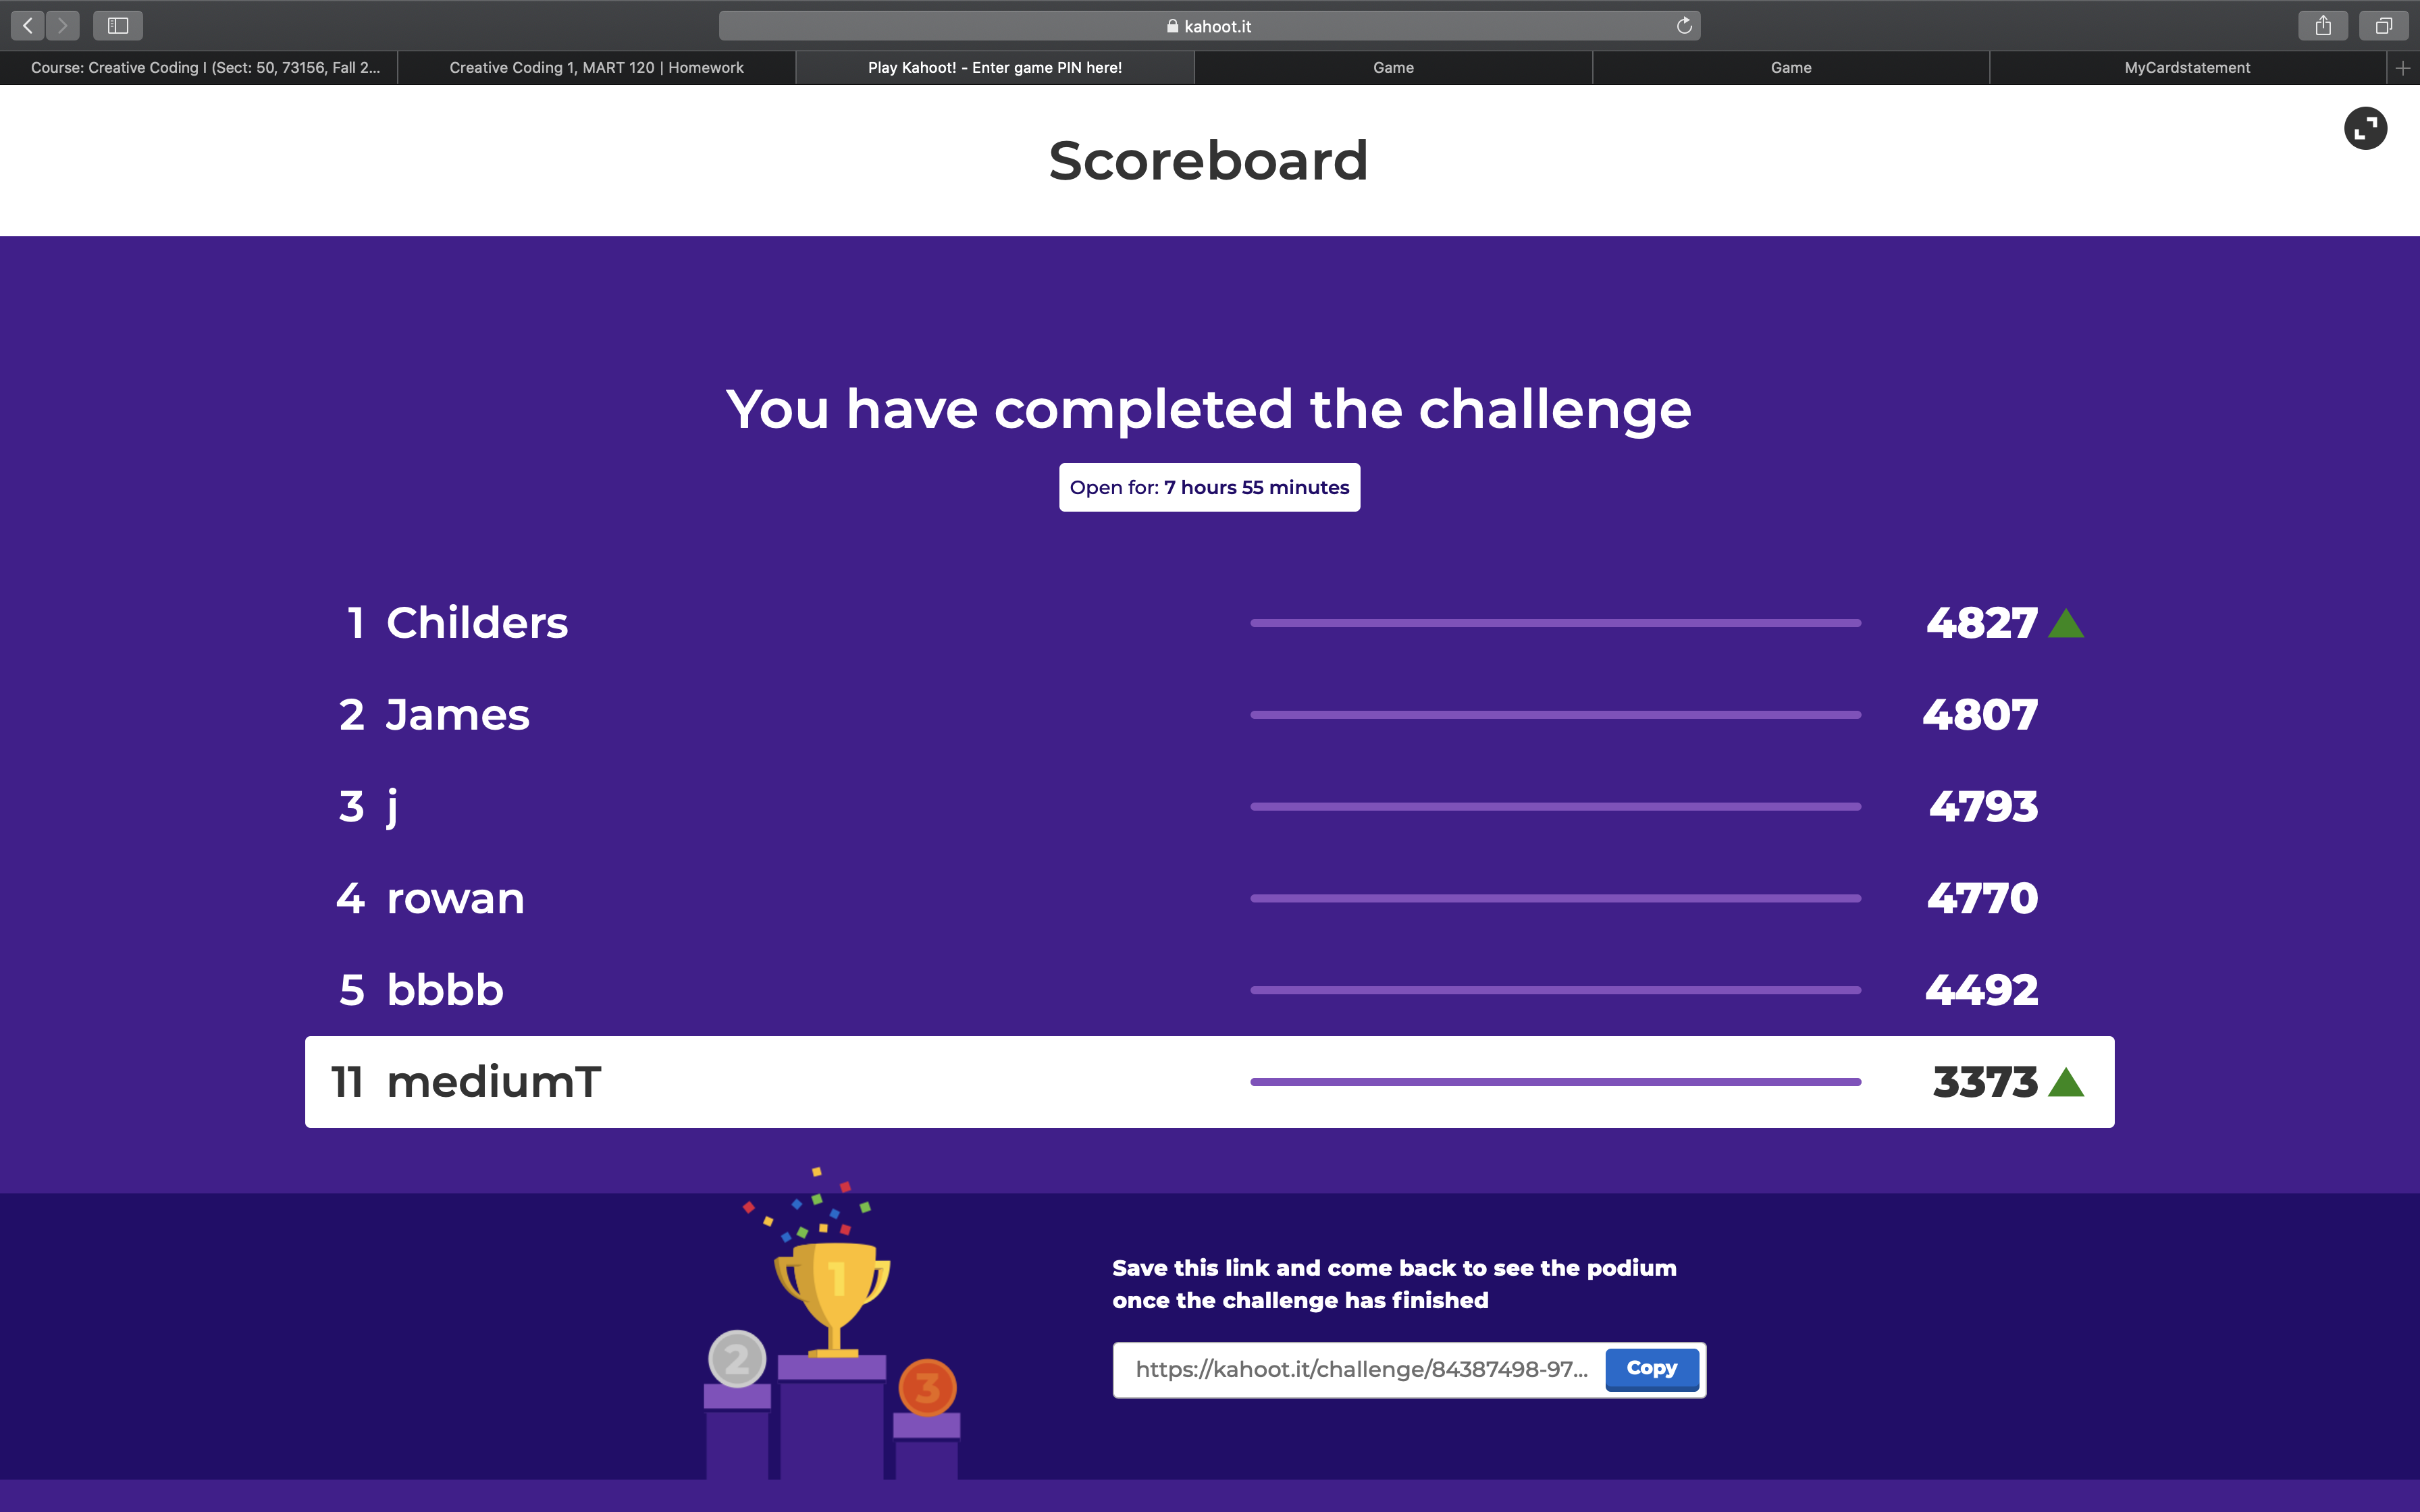 kahoot.it
Course: Creative Coding I (Sect: 50, 73156, Fall 2...
Creative Coding 1, MART 120 | Homework
Play Kahoot! - Enter game PIN here!
Game
Game
MyCardstatement
Scoreboard
You have completed the challenge
Open for: 7 hours 55 minutes
1 Childers 4827
2 James 4807
3 j 4793
4 rowan 4770
5 bbbb 4492
11 mediumT 3373
1
2
3
Save this link and come back to see the podium
once the challenge has finished
https://kahoot.it/challenge/84387498-97... Copy